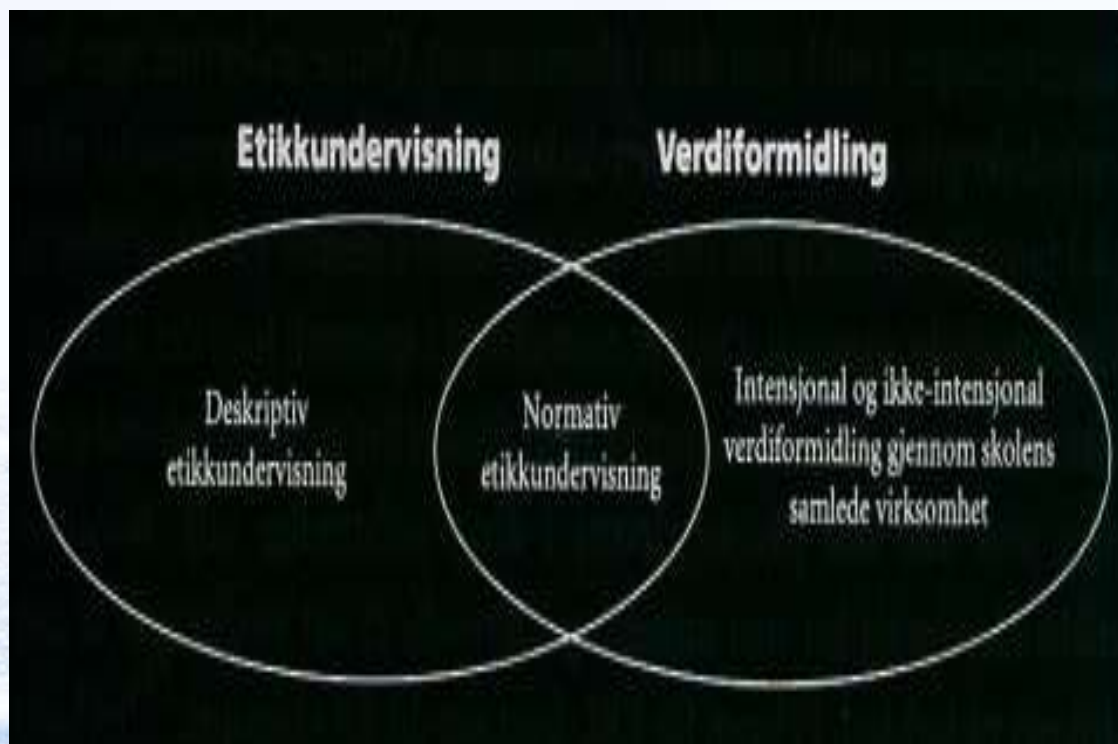 Etikkundervisning
Verdiformidling
Deskriptiv
etikkundervisning
Normativ
etikkundervisning
Intensjonal og ikke-intensjonal
verdiformidling gjennom skolens
samlede virksomhet